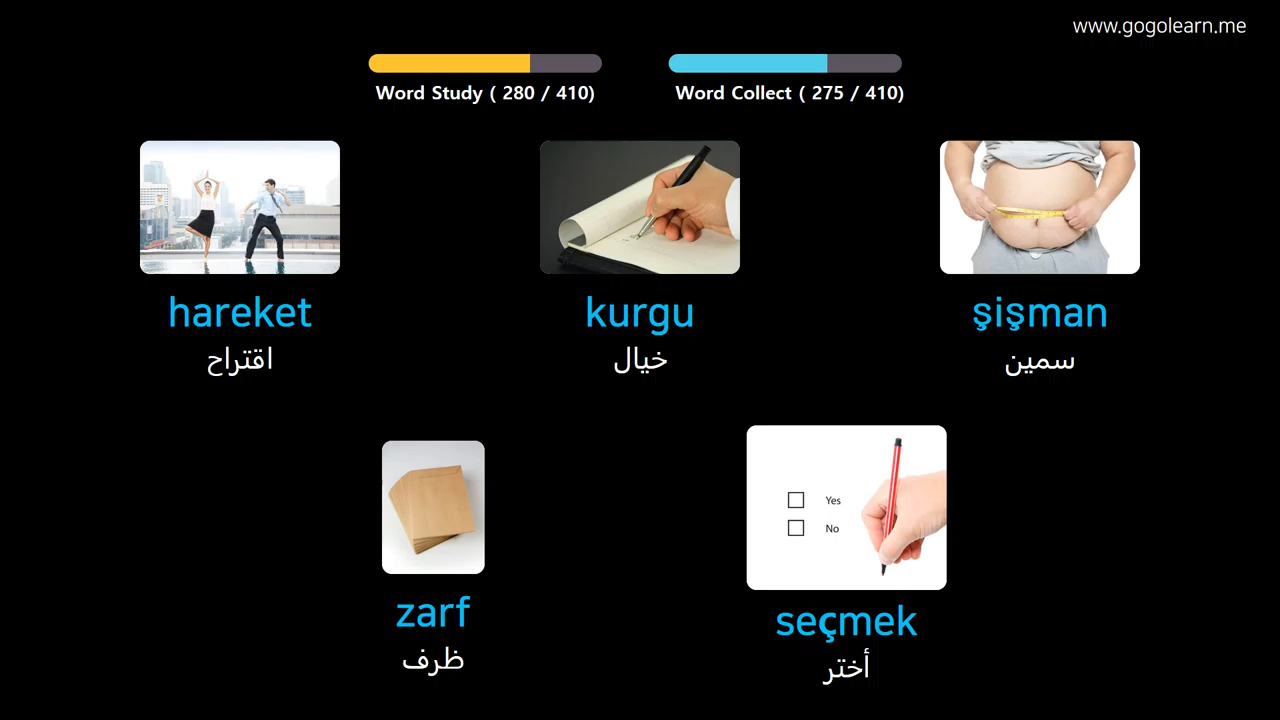 www.gogolearn.me
Word Study ( 280 / 410)
Word Collect ( 275 / 410)
hareket
اقتراح
kurgu
خيال
şişman
سمين
Yes
No
zarf
ظرف
seçmek
أختر